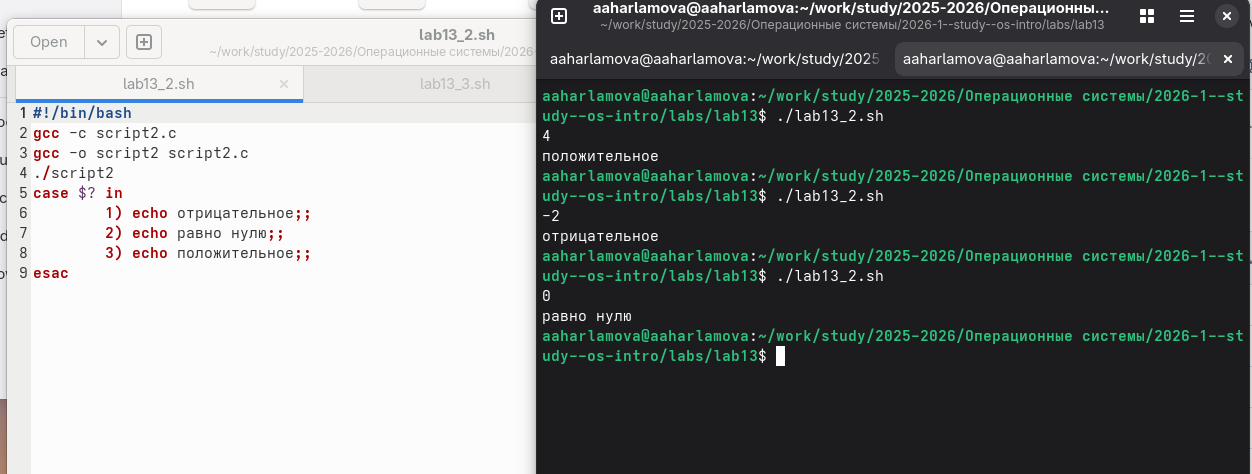 Open
lab13_2.sh
~/work/study/2025-2026/Операционные системы/2026-
lab13_2.sh
lab13_3.sh
1 #!/bin/bash
2 gcc -c script2.c
3 gcc -o script2 script2.c
4 ./script2
5 case $? in
6 1) echo отрицательное;;
7 2) echo равно нулю;;
8 3) echo положительное;;
9 esac
aaharlamova@aaharlamova:~/work/study/2025-2026/Операционны...
~/work/study/2025-2026/Операционные системы/2026-1--study--os-intro/labs/lab13
aaharlamova@aaharlamova:~/work/study/2025
aaharlamova@aaharlamova:~/work/study/20
aaharlamova@aaharlamova:~/work/study/2025-2026/Операционные системы/2026-1--st
udy--os-intro/labs/lab13$ ./lab13_2.sh
4
положительное
aaharlamova@aaharlamova:~/work/study/2025-2026/Операционные системы/2026-1--st
udy--os-intro/labs/lab13$ ./lab13_2.sh
-2
отрицательное
aaharlamova@aaharlamova:~/work/study/2025-2026/Операционные системы/2026-1--st
udy--os-intro/labs/lab13$ ./lab13_2.sh
0
равно нулю
aaharlamova@aaharlamova:~/work/study/2025-2026/Операционные системы/2026-1--st
udy--os-intro/labs/lab13$